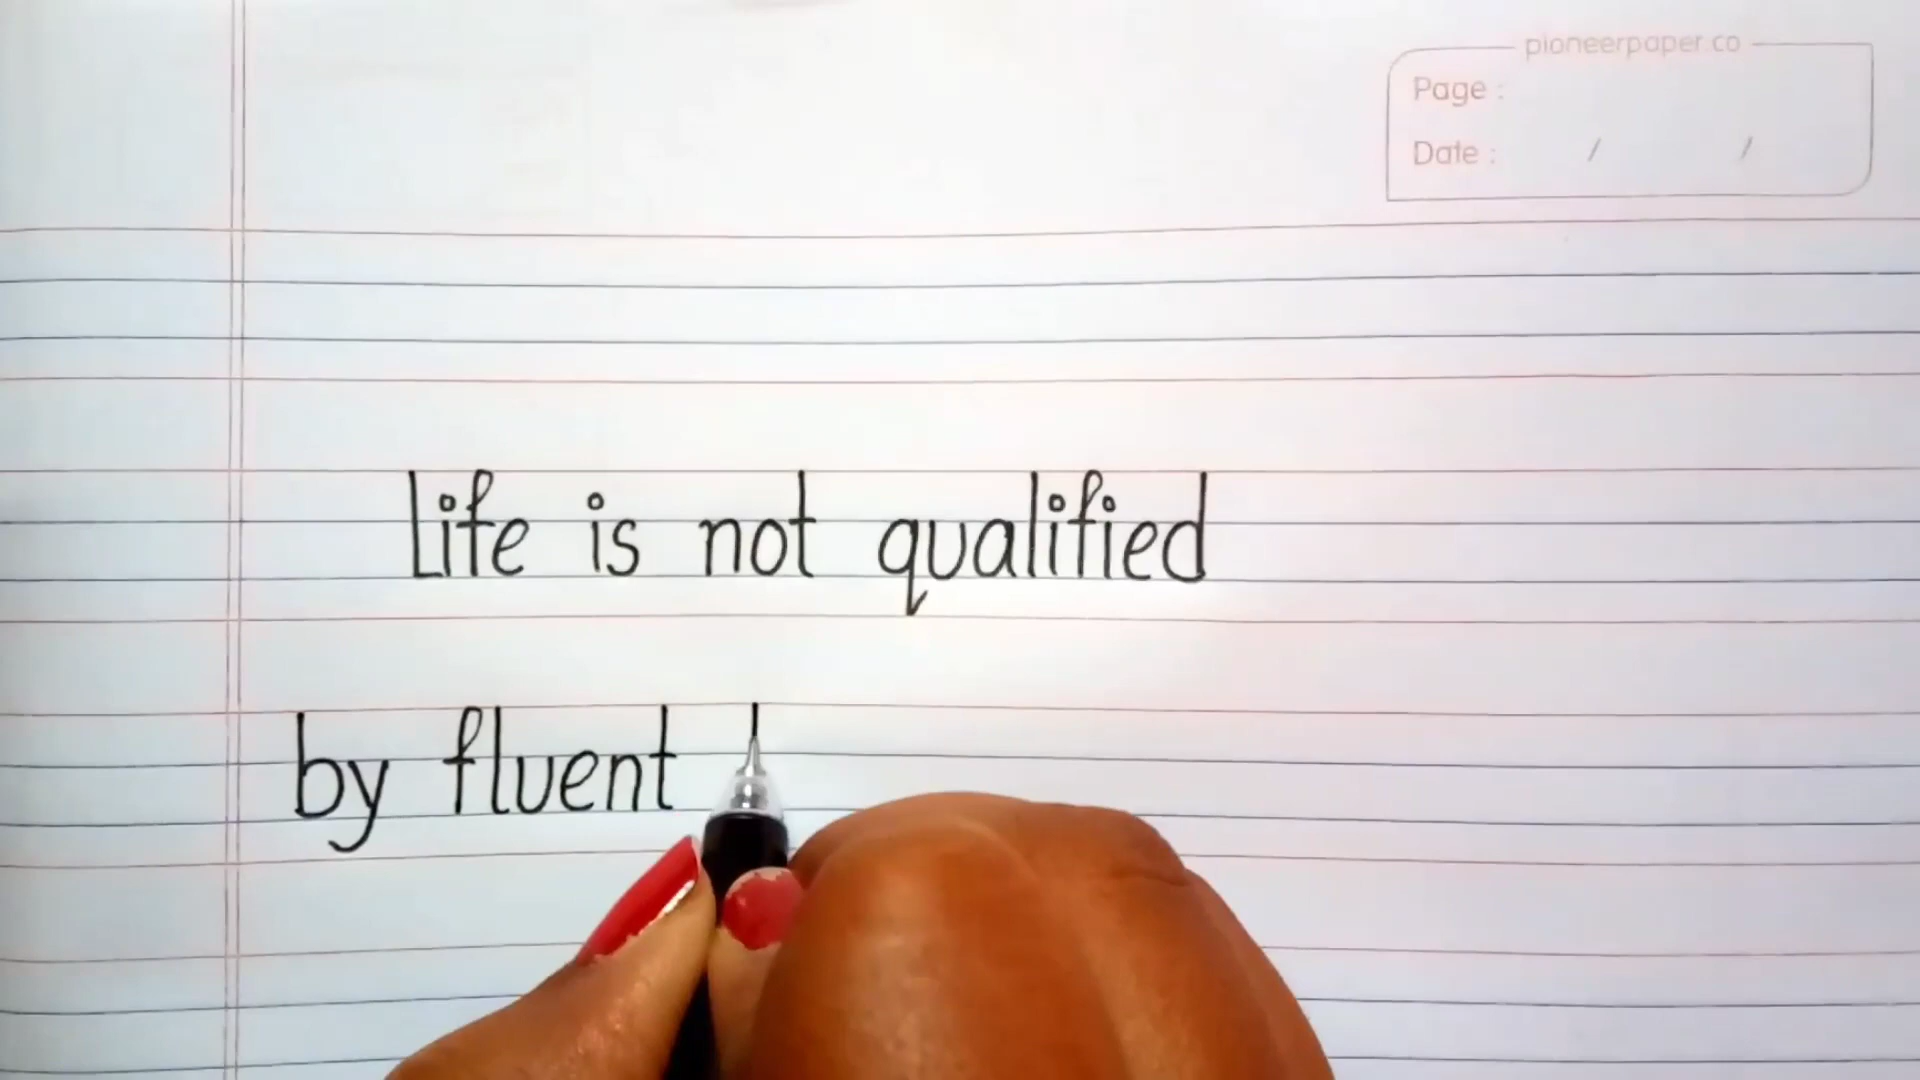 pioneerpaper.co
Page :
Date : / /
Life is not qualified
by fluent